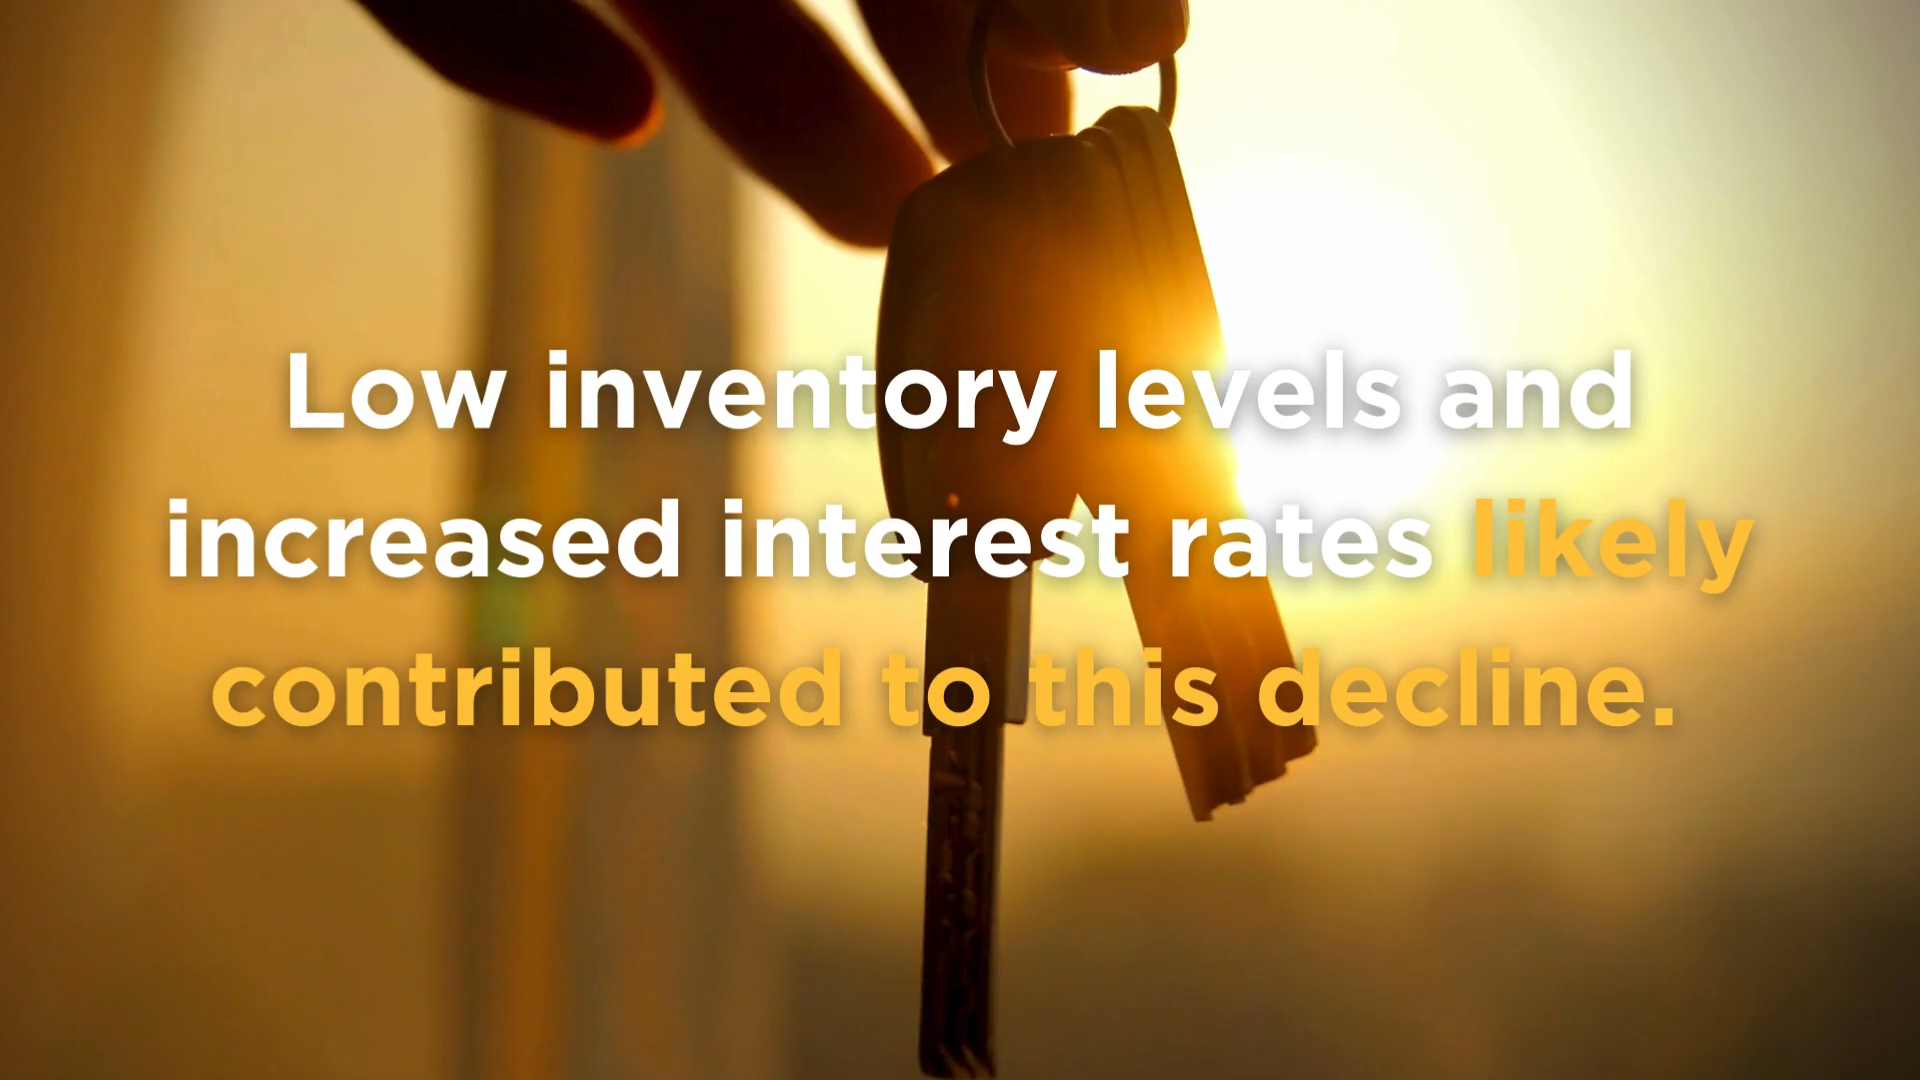 Low inventory levels and
increased interest rates likely
contributed to this decline.